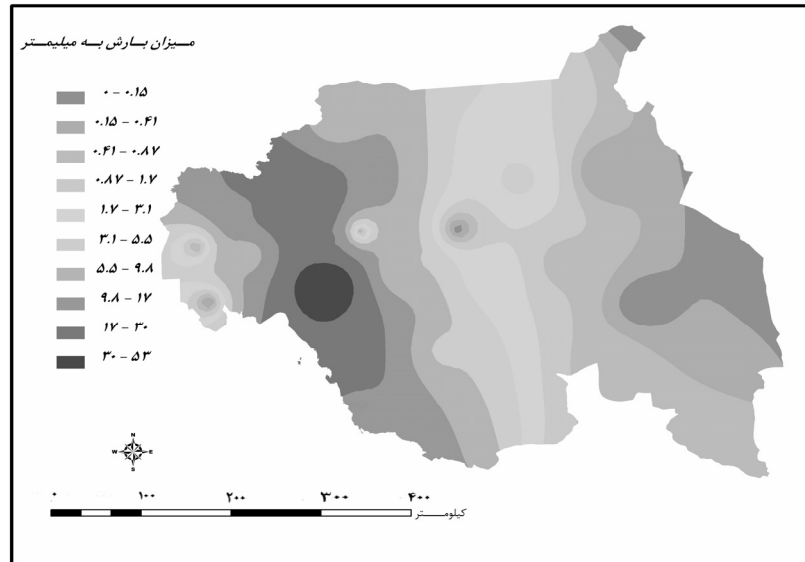 میزان بارش به میلیمتر
۰ – ۰.۱۵
۰.۱۵ – ۰.۴۱
۰.۴۱ – ۰.۸۷
۰.۸۷ – ۱.۷
۱.۷ – ۳.۱
۳.۱ – ۵.۵
۵.۵ – ۹.۸
۹.۸ – ۱۷
۱۷ – ۳۰
۳۰ – ۵۳
N
W E
S
۰ ۱۰۰ ۲۰۰ ۳۰۰ ۴۰۰
کیلومتر